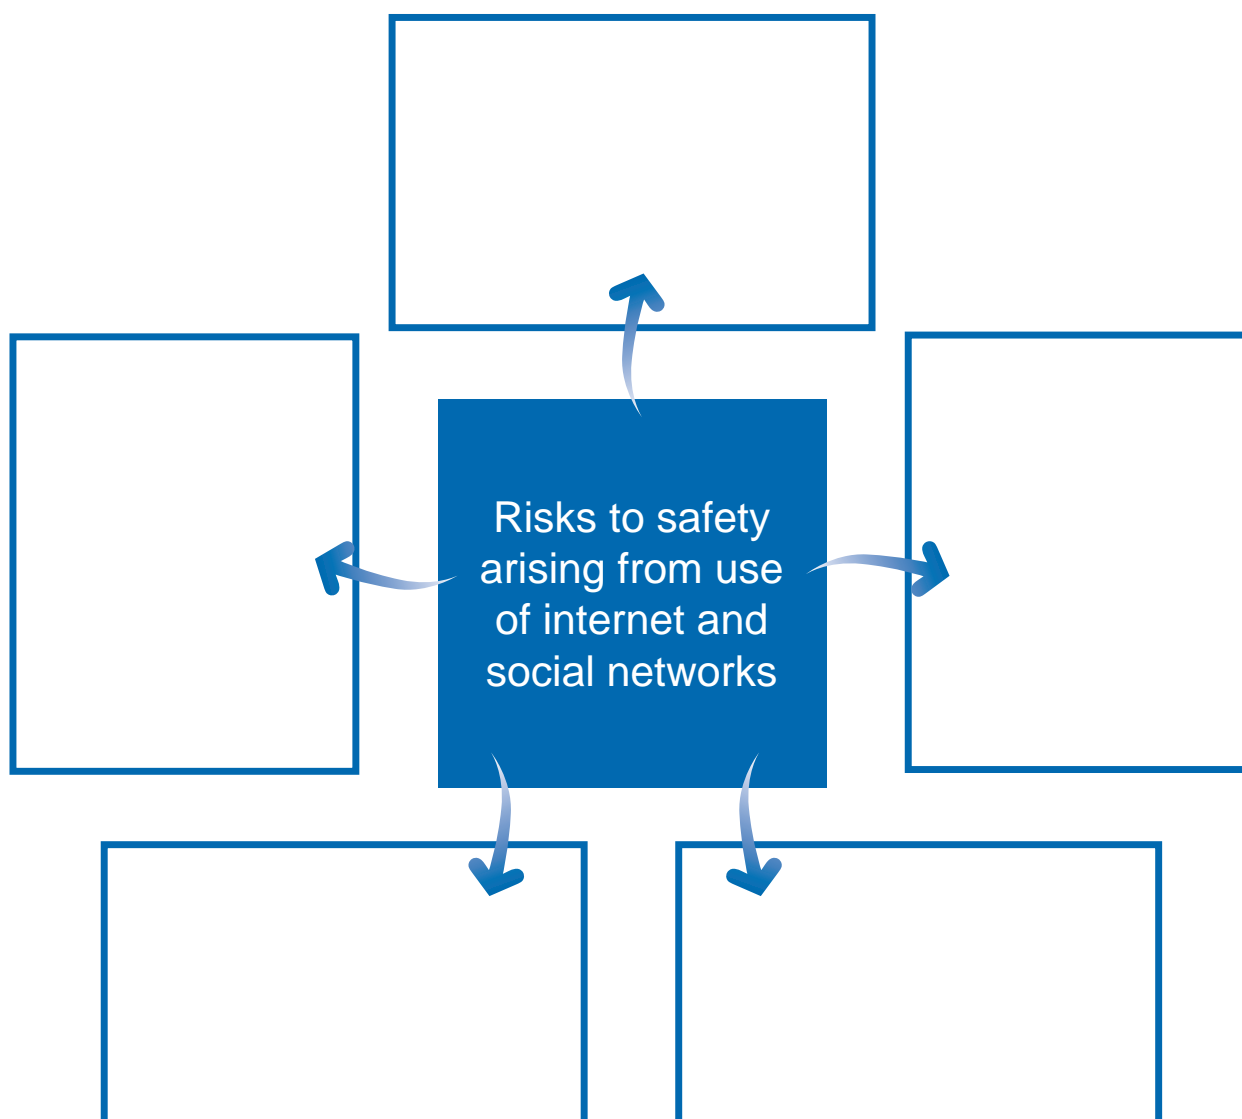 Risks to safety
arising from use
of internet and
social networks